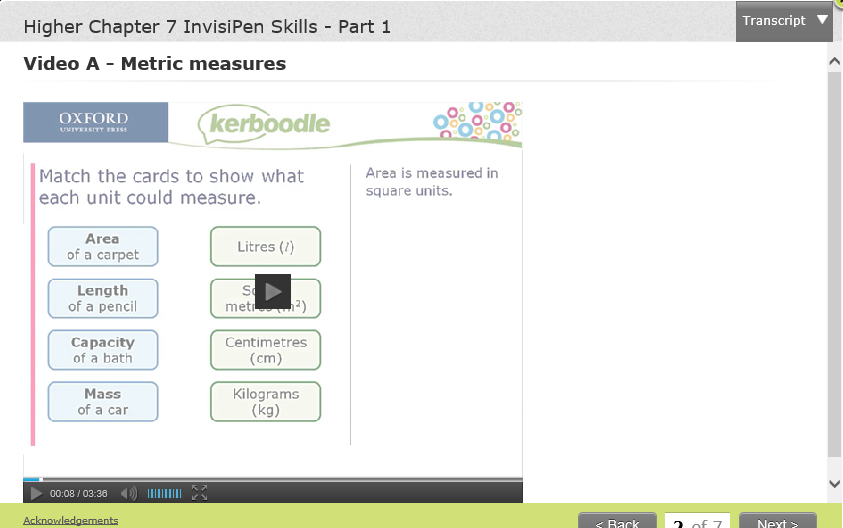 Higher Chapter 7 InvisiPen Skills - Part 1
Transcript
Video A - Metric measures
OXFORD
UNIVERSITY PRESS
kerboodle
Match the cards to show what
each unit could measure.
Area is measured in
square units.
Area
of a carpet
Litres (l)
Length
of a pencil
(m²)
Capacity
of a bath
Centimetres
(cm)
Mass
of a car
Kilograms
(kg)
00:08 / 03:36
Acknowledgements
< Back
2 of 7
Next >